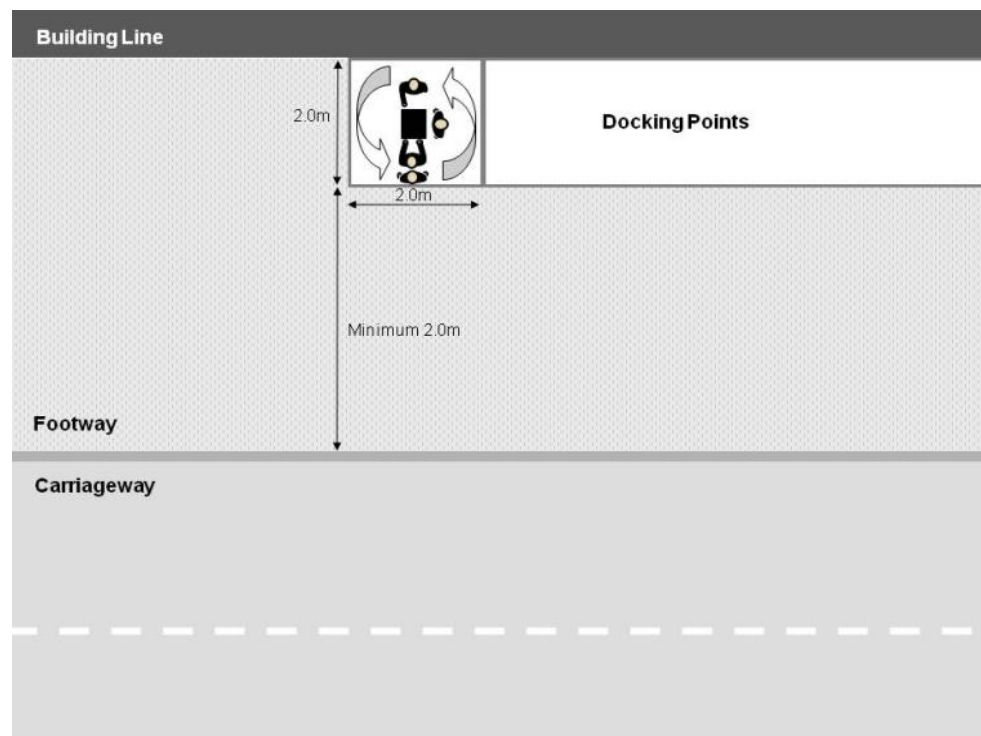 Building Line
2.0m
Docking Points
2.0m
Minimum 2.0m
Footway
Carriageway